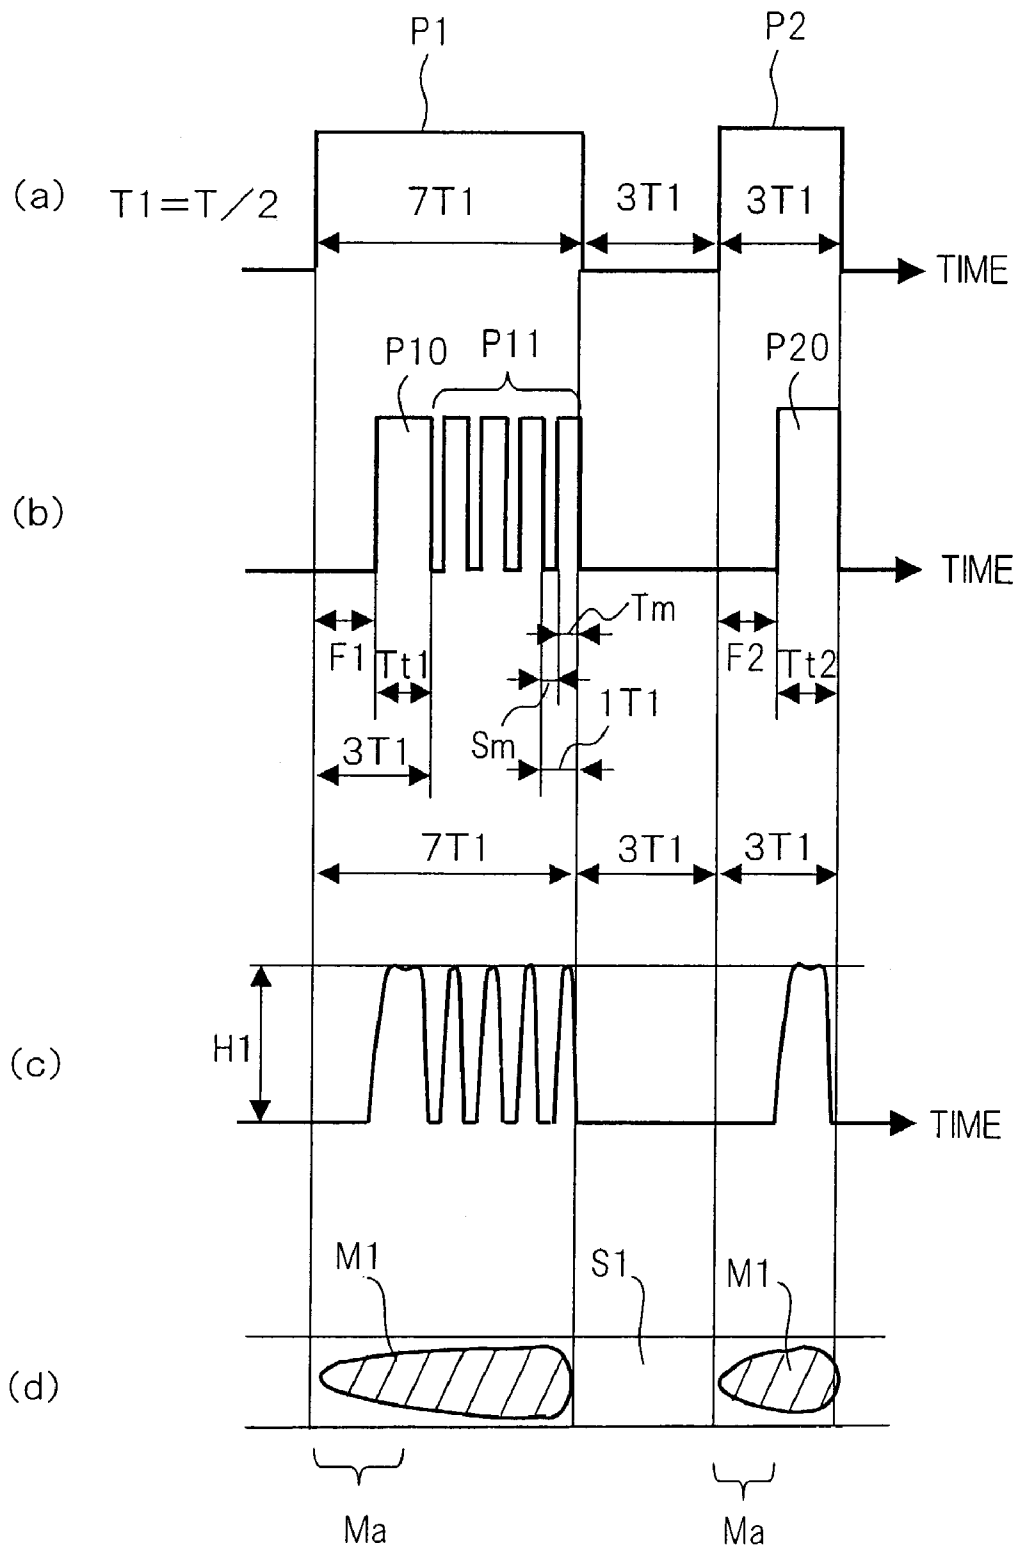 P1
P2
(a)
T1=T/2
7T1
3T1
3T1
TIME
P10
P11
P20
(b)
TIME
F1
Tt1
Tm
F2
Tt2
Sm
1T1
3T1
7T1
3T1
3T1
H1
(c)
TIME
M1
S1
M1
(d)
Ma
Ma